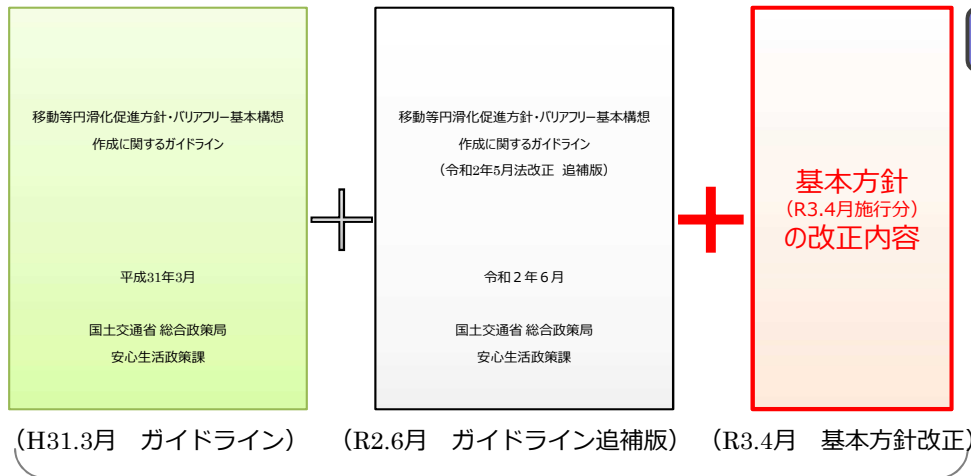 移動等円滑化促進方針・バリアフリー基本構想
作成に関するガイドライン
平成31年3月
国土交通省 総合政策局
安心生活政策課
移動等円滑化促進方針・バリアフリー基本構想
作成に関するガイドライン
（令和2年5月法改正 追補版）
令和２年６月
国土交通省 総合政策局
安心生活政策課
基本方針
（R3.4月施行分）
の改正内容
（H31.3月　ガイドライン）
（R2.6月　ガイドライン追補版）
（R3.4月　基本方針改正）